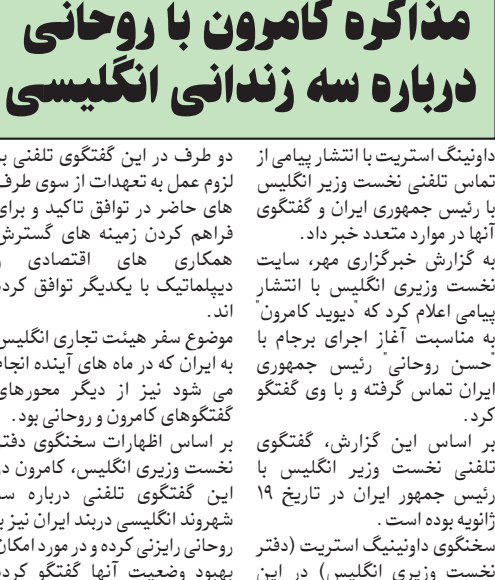 مذاکره کامرون با روحانی
درباره سه زندانی انگلیسی
داونینگ استریت با انتشار پیامی از
تماس تلفنی نخست وزیر انگلیس
با رئیس جمهوری ایران و گفتگوی
آنها در موارد متعدد خبر داد.
به گزارش خبرگزاری مهر، سایت
نخست وزیری انگلیس با انتشار
پیامی اعلام کرد که "دیوید کامرون"
به مناسبت آغاز اجرای برجام با
"حسن روحانی" رئیس جمهوری
ایران تماس گرفته و با وی گفتگو
کرد.
بر اساس این گزارش، گفتگوی
تلفنی نخست وزیر انگلیس با
رئیس جمهور ایران در تاریخ ۱۹
ژانویه بوده است.
سخنگوی داونینیگ استریت (دفتر
نخست وزیری انگلیس) در این
دو طرف در این گفتگوی تلفنی بر
لزوم عمل به تعهدات از سوی طرف
های حاضر در توافق تاکید و برای
فراهم کردن زمینه های گسترش
همکاری های اقتصادی و
دیپلماتیک با یکدیگر توافق کرده
اند.
موضوع سفر هیئت تجاری انگلیس
به ایران که در ماه های آینده انجام
می شود نیز از دیگر محورهای
گفتگوهای کامرون و روحانی بود.
بر اساس اظهارات سخنگوی دفتر
نخست وزیری انگلیس، کامرون در
این گفتگوی تلفنی درباره سه
شهروند انگلیسی دربند ایران نیز با
روحانی رایزنی کرده و در مورد امکان
بهبود وضعیت آنها گفتگو کرده